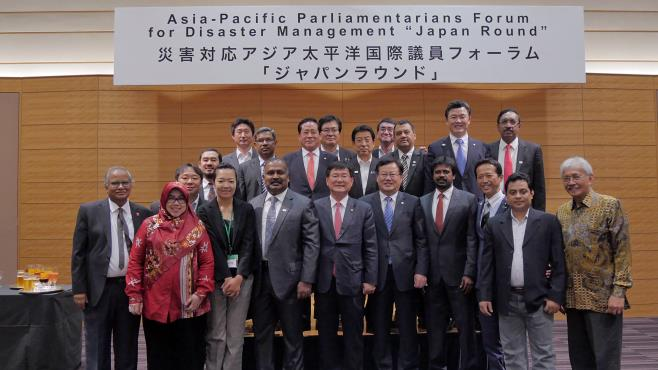 Asia-Pacific Parliamentarians Forum
for Disaster Management “Japan Round”
災害対応アジア太平洋国際議員フォーラム
「ジャパンラウンド」